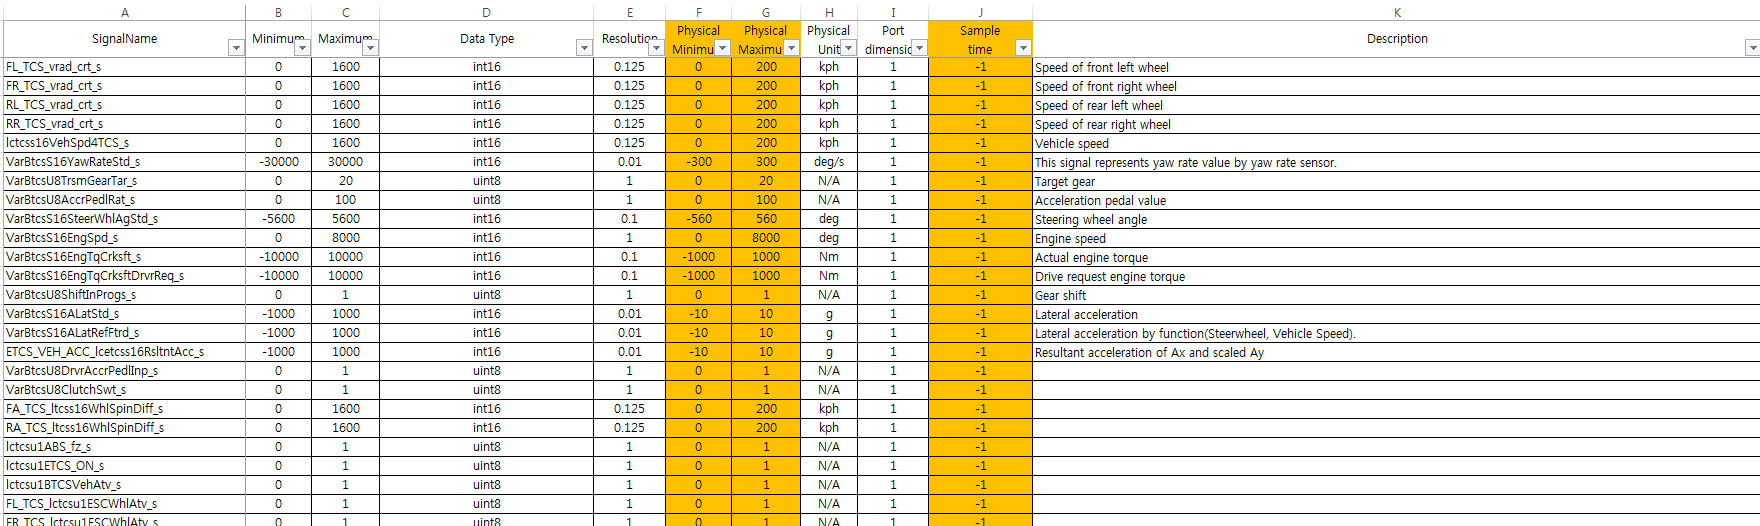 A B C D E F G H I J K
SignalName Minimum Maximum Data Type Resolution Physical Minimu Physical Maximu Physical Unit Port dimensic Sample time Description
FL_TCS_vrad_crt_s 0 1600 int16 0.125 0 200 kph 1 -1 Speed of front left wheel
FR_TCS_vrad_crt_s 0 1600 int16 0.125 0 200 kph 1 -1 Speed of front right wheel
RL_TCS_vrad_crt_s 0 1600 int16 0.125 0 200 kph 1 -1 Speed of rear left wheel
RR_TCS_vrad_crt_s 0 1600 int16 0.125 0 200 kph 1 -1 Speed of rear right wheel
lctcss16VehSpd4TCS_s 0 1600 int16 0.125 0 200 kph 1 -1 Vehicle speed
VarBtcsS16YawRateStd_s -30000 30000 int16 0.01 -300 300 deg/s 1 -1 This signal represents yaw rate value by yaw rate sensor.
VarBtcsU8TrsmGearTar_s 0 20 uint8 1 0 20 N/A 1 -1 Target gear
VarBtcsU8AccrPedlRat_s 0 100 uint8 1 0 100 N/A 1 -1 Acceleration pedal value
VarBtcsS16SteerWhlAgStd_s -5600 5600 int16 0.1 -560 560 deg 1 -1 Steering wheel angle
VarBtcsS16EngSpd_s 0 8000 int16 1 0 8000 deg 1 -1 Engine speed
VarBtcsS16EngTqCrksft_s -10000 10000 int16 0.1 -1000 1000 Nm 1 -1 Actual engine torque
VarBtcsS16EngTqCrksftDrvrReq_s -10000 10000 int16 0.1 -1000 1000 Nm 1 -1 Drive request engine torque
VarBtcsU8ShiftInProgs_s 0 1 uint8 1 0 1 N/A 1 -1 Gear shift
VarBtcsS16ALatStd_s -1000 1000 int16 0.01 -10 10 g 1 -1 Lateral acceleration
VarBtcsS16ALatRefFtrd_s -1000 1000 int16 0.01 -10 10 g 1 -1 Lateral acceleration by function(Steerwheel, Vehicle Speed).
ETCS_VEH_ACC_lcetcss16RsltntAcc_s -1000 1000 int16 0.01 -10 10 g 1 -1 Resultant acceleration of Ax and scaled Ay
VarBtcsU8DrvrAccrPedlInp_s 0 1 uint8 1 0 1 N/A 1 -1
VarBtcsU8ClutchSwt_s 0 1 uint8 1 0 1 N/A 1 -1
FA_TCS_ltcss16WhlSpinDiff_s 0 1600 int16 0.125 0 200 kph 1 -1
RA_TCS_ltcss16WhlSpinDiff_s 0 1600 int16 0.125 0 200 kph 1 -1
lctcsu1ABS_fz_s 0 1 uint8 1 0 1 N/A 1 -1
lctcsu1ETCS_ON_s 0 1 uint8 1 0 1 N/A 1 -1
lctcsu1BTCSVehAtv_s 0 1 uint8 1 0 1 N/A 1 -1
FL_TCS_lctcsu1ESCWhlAtv_s 0 1 uint8 1 0 1 N/A 1 -1
FR_TCS_lctcsu1ESCWhlAtv_s 0 1 uint8 1 0 1 N/A 1 -1